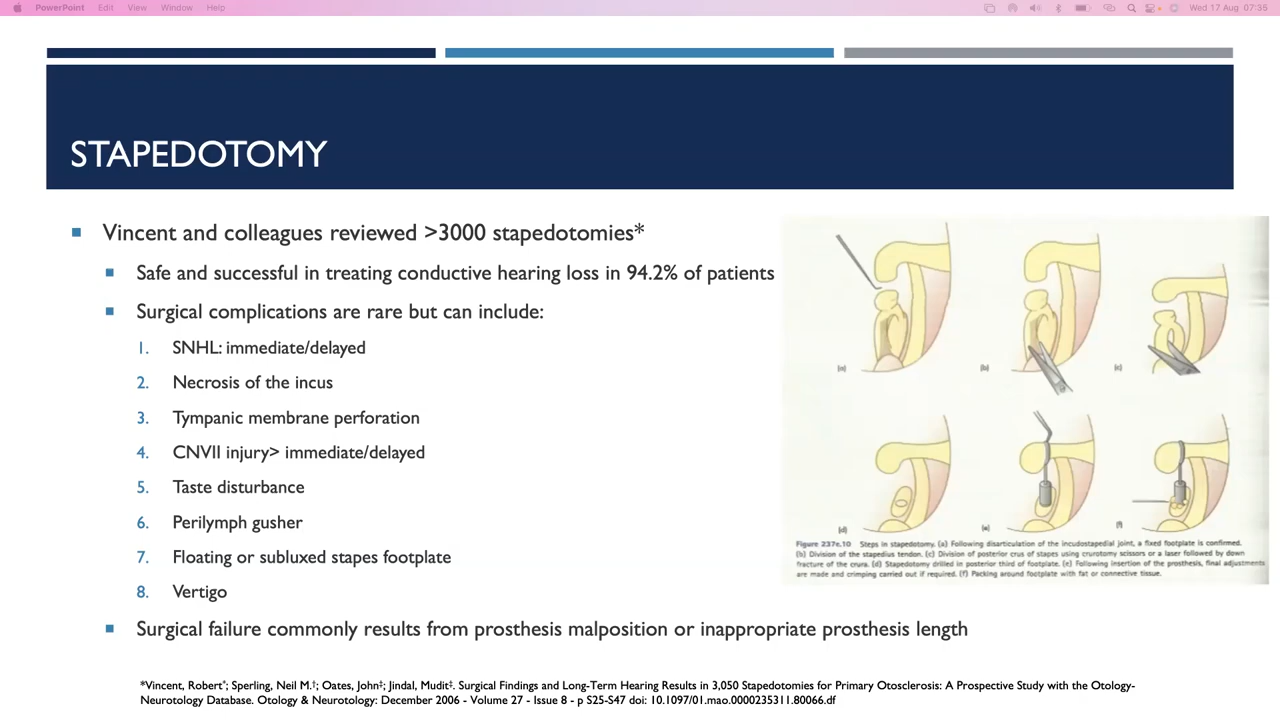 PowerPoint Edit View Window Help Wed 17 Aug 07:35
STAPEDOTOMY
Vincent and colleagues reviewed >3000 stapedotomies*
Safe and successful in treating conductive hearing loss in 94.2% of patients
Surgical complications are rare but can include:
1. SNHL: immediate/delayed
2. Necrosis of the incus
3. Tympanic membrane perforation
4. CNVII injury> immediate/delayed
5. Taste disturbance
6. Perilymph gusher
7. Floating or subluxed stapes footplate
8. Vertigo
Surgical failure commonly results from prosthesis malposition or inappropriate prosthesis length
(a) (b) (c)
(d) (e) (f)
Figure 237e.10 Steps in stapedotomy. (a) Following disarticulation of the incudostapedial joint, a fixed footplate is confirmed.
(b) Division of the stapedius tendon. (c) Division of posterior crus of stapes using crurotomy scissors or a laser followed by down
fracture of the crura. (d) Stapedotomy drilled in posterior third of footplate. (e) Following insertion of the prosthesis, final adjustments
are made and crimping carried out if required. (f) Packing around footplate with fat or connective tissue.
*Vincent, Robert*; Sperling, Neil M.†; Oates, John‡; Jindal, Mudit‡. Surgical Findings and Long-Term Hearing Results in 3,050 Stapedotomies for Primary Otosclerosis: A Prospective Study with the Otology-
Neurotology Database. Otology & Neurotology: December 2006 - Volume 27 - Issue 8 - p S25-S47 doi: 10.1097/01.mao.0000235311.80066.df